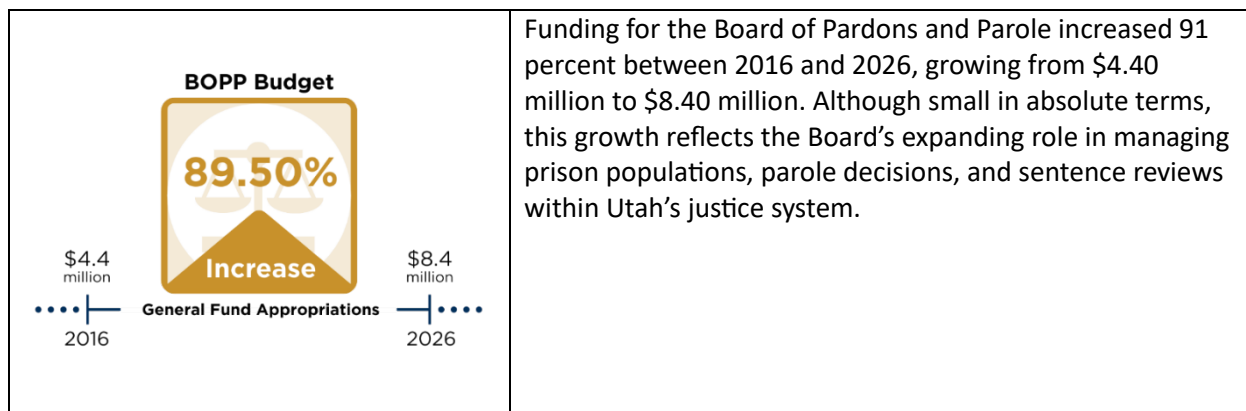 BOPP Budget
89.50%
Increase
$4.4
million
General Fund Appropriations
$8.4
million
2016
2026
Funding for the Board of Pardons and Parole increased 91
percent between 2016 and 2026, growing from $4.40
million to $8.40 million. Although small in absolute terms,
this growth reflects the Board’s expanding role in managing
prison populations, parole decisions, and sentence reviews
within Utah’s justice system.